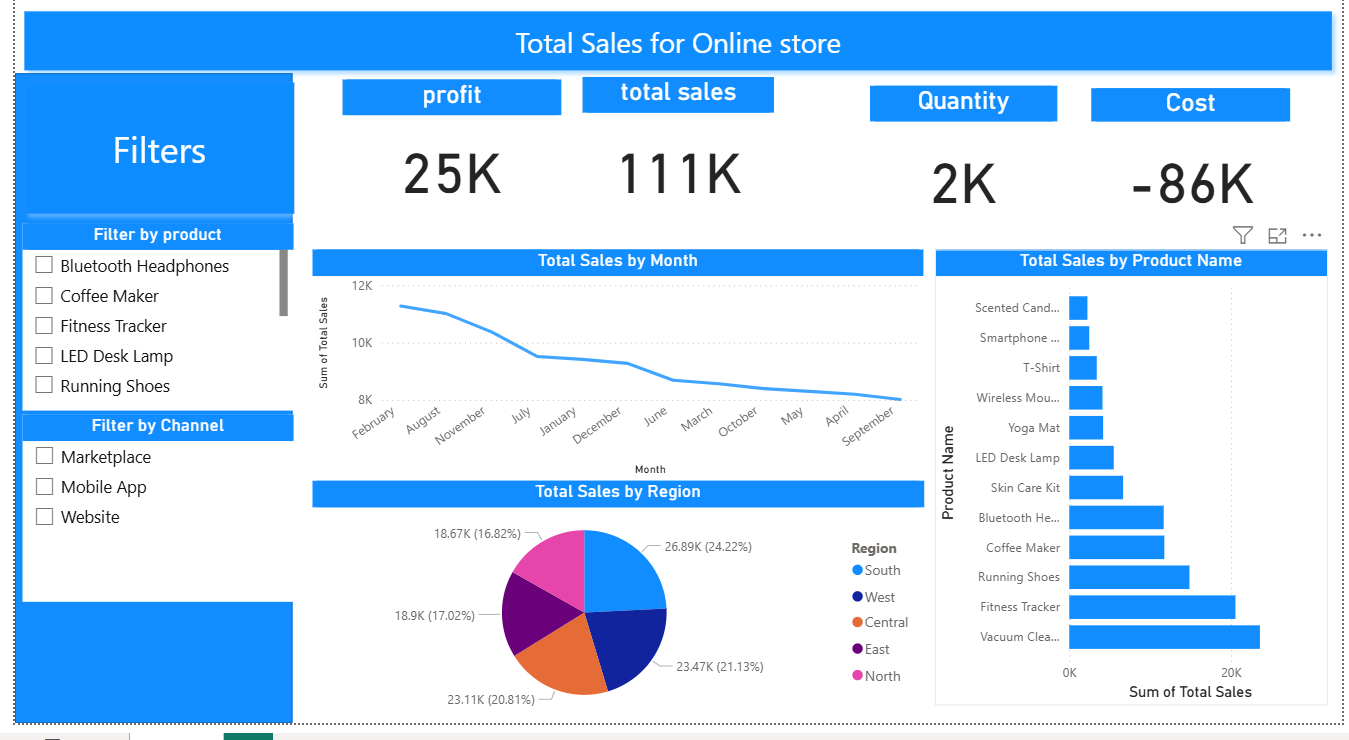 Total Sales for Online store
Filters
profit
total sales
Quantity
Cost
25K
111K
2K
-86K
Filter by product
Bluetooth Headphones
Coffee Maker
Fitness Tracker
LED Desk Lamp
Running Shoes
Filter by Channel
Marketplace
Mobile App
Website
Total Sales by Month
Sum of Total Sales
12K
10K
8K
February
August
November
July
January
December
June
March
October
May
April
September
Month
Total Sales by Region
18.67K (16.82%)
26.89K (24.22%)
18.9K (17.02%)
23.47K (21.13%)
23.11K (20.81%)
Region
South
West
Central
East
North
Total Sales by Product Name
Product Name
Scented Cand...
Smartphone ...
T-Shirt
Wireless Mou...
Yoga Mat
LED Desk Lamp
Skin Care Kit
Bluetooth He...
Coffee Maker
Running Shoes
Fitness Tracker
Vacuum Clea...
0K
20K
Sum of Total Sales